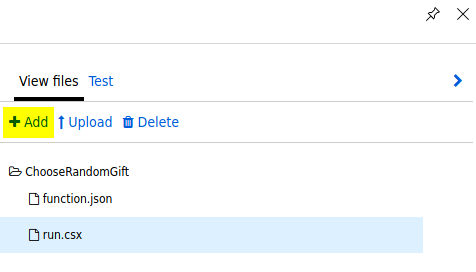 View files Test
Add Upload Delete
ChooseRandomGift
function.json
run.csx